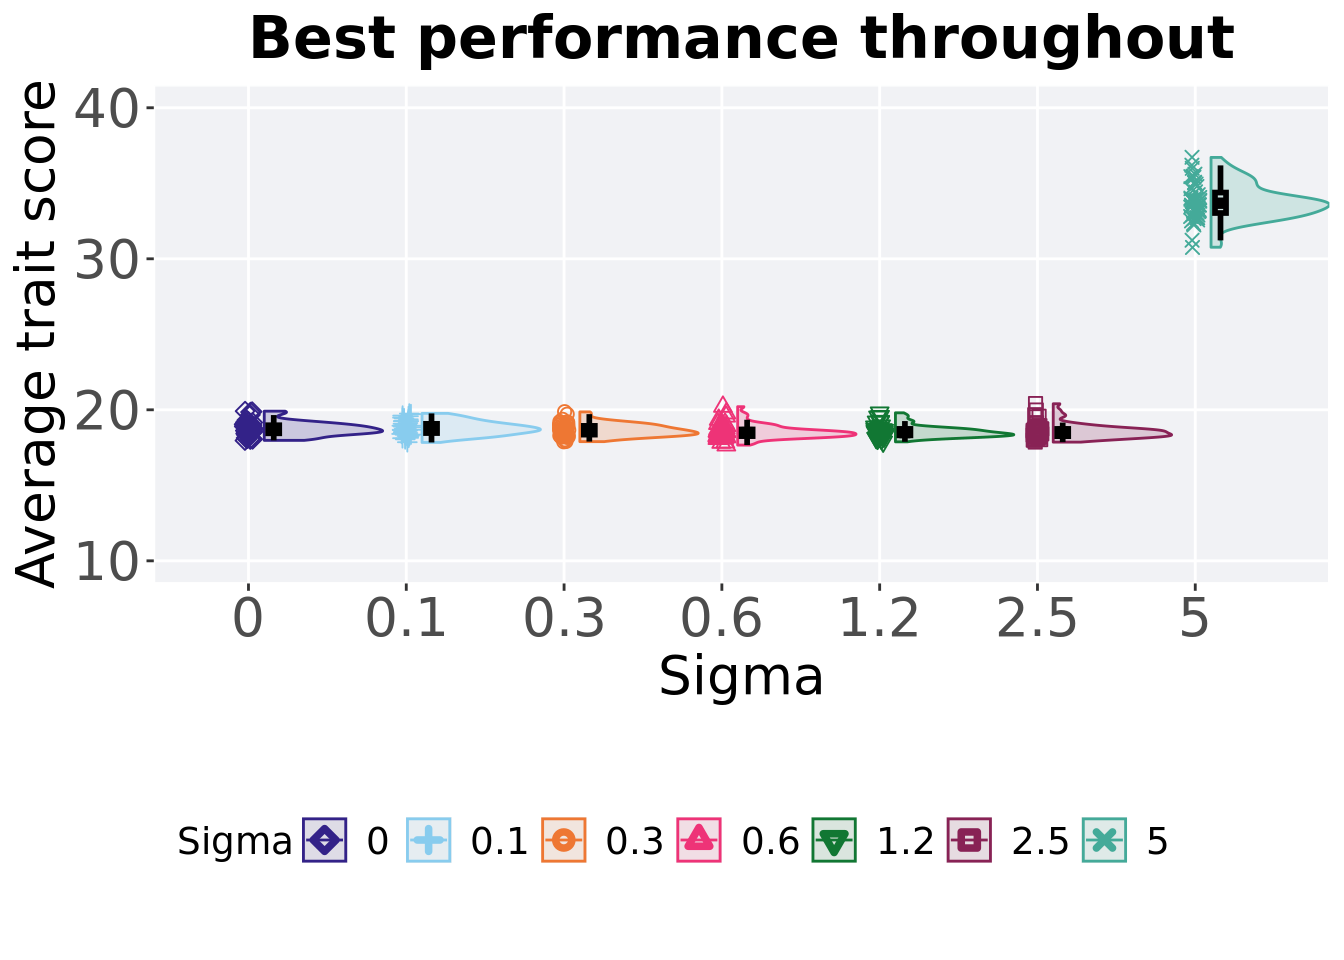 Best performance throughout
Average trait score
40
30
20
10
0 0.1 0.3 0.6 1.2 2.5 5
Sigma
Sigma 0 0.1 0.3 0.6 1.2 2.5 5